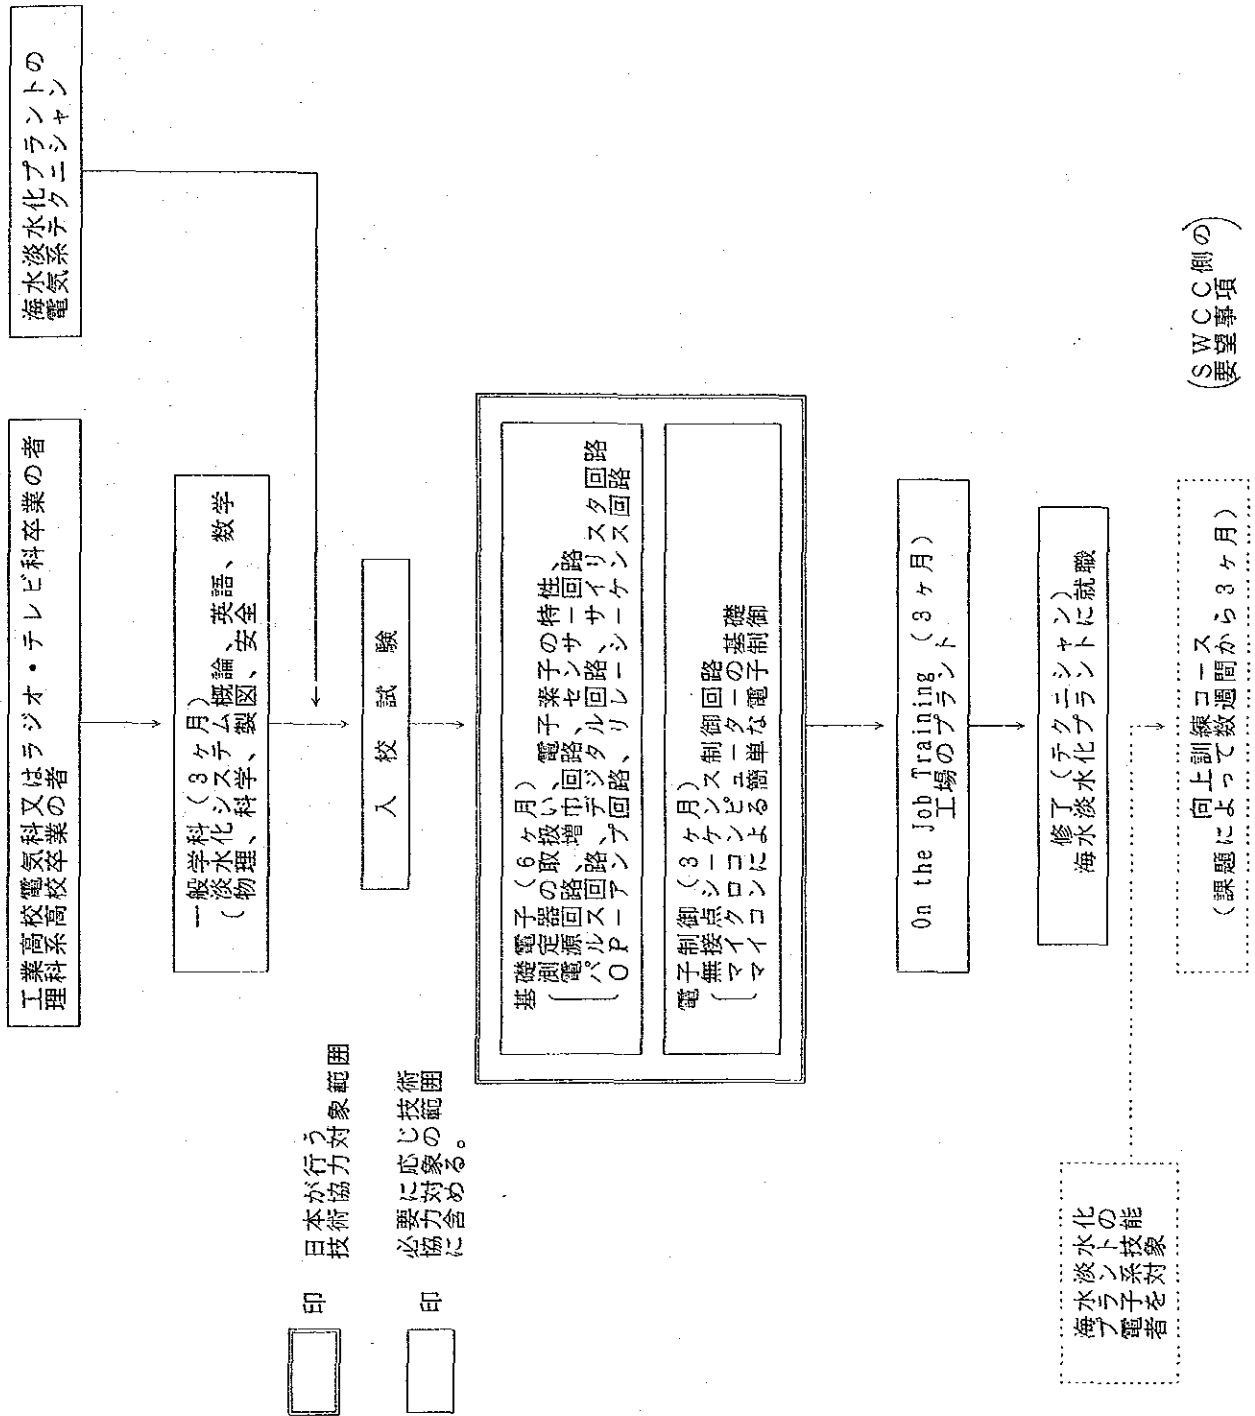 工業高校電気科又はラジオ・テレビ科卒業の者
理科系高校卒業の者
海水淡水化プラントの
電気系テクニシャン
一般学科(3ヶ月)
淡水化システム概論、英語、数学
(物理、科学、製図、安全
入校試験
基礎電子(6ヶ月)
測定器の取扱い、電子素子の特性、
電源回路、増巾回路、センサー回路
パルス回路、デジタル回路、サイリスタ回路
OPーアンプ回路、リレーシーケンス回路
電子制御(3ヶ月)
無接点シーケンス制御回路
マイクロコンピューターの基礎
マイコンによる簡単な電子制御
On the Job Training (3ヶ月)
工場のプラント
修了(テクニシャン)
海水淡水化プラントに就職
向上訓練コース
(課題によって数週間から3ヶ月)
(SWCC側の
要望事項)
印 日本が行う
技術協力対象範囲
印 必要に応じ技術
協力対象の範囲
に含める。
海水淡水化
プラントの
電子系技能
者を対象